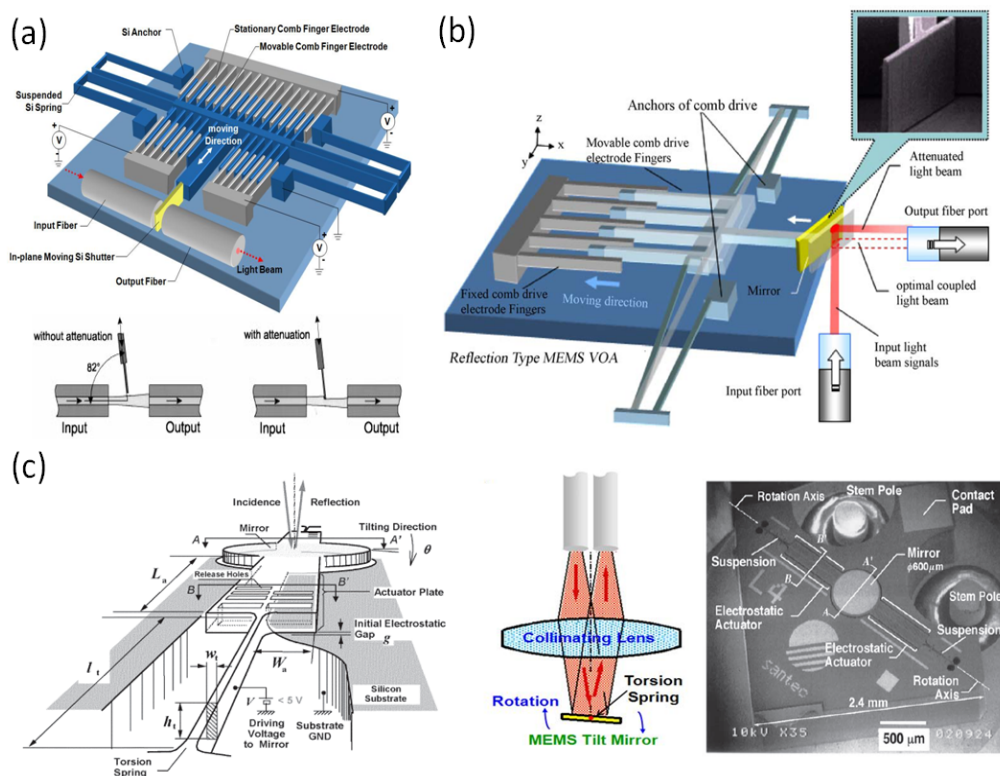 (a)
Stationary Comb Finger Electrode
Si Anchor
Movable Comb Finger Electrode
Suspended
Si Spring
moving
Direction
+
V
-
+
V
-
+
V
-
Input Fiber
In-plane Moving Si Shutter
Output Fiber
Light Beam
without attenuation
82°
Input
Output
with attenuation
Input
Output
(b)
Anchors of comb drive
z
x
y
Movable comb drive
electrode Fingers
Attenuated
light beam
Output fiber port
Mirror
optimal coupled
light beam
Fixed comb drive
electrode Fingers
Moving direction
Input light
beam signals
Reflection Type MEMS VOA
Input fiber port
(c)
Incidence
Reflection
Mirror
Tilting Direction
A
A'
θ
Release Holes
L a
B
B'
Actuator Plate
Initial Electrostatic
Gap g
l t
w t
W a
Silicon
Substrate
V
< 5 V
h t
Driving
Voltage
to Mirror
Substrate
GND
Torsion
Spring
Collimating Lens
Torsion
Spring
Rotation
MEMS Tilt Mirror
Rotation Axis
Stem Pole
Contact
Pad
Suspension
B'
B
A'
Mirror
φ600μm
A
L4
Stem Pole
Electrostatic
Actuator
Suspension
Electrostatic
Actuator
santec
Rotation
Axis
2.4 mm
10kV X35
500 μm
020924